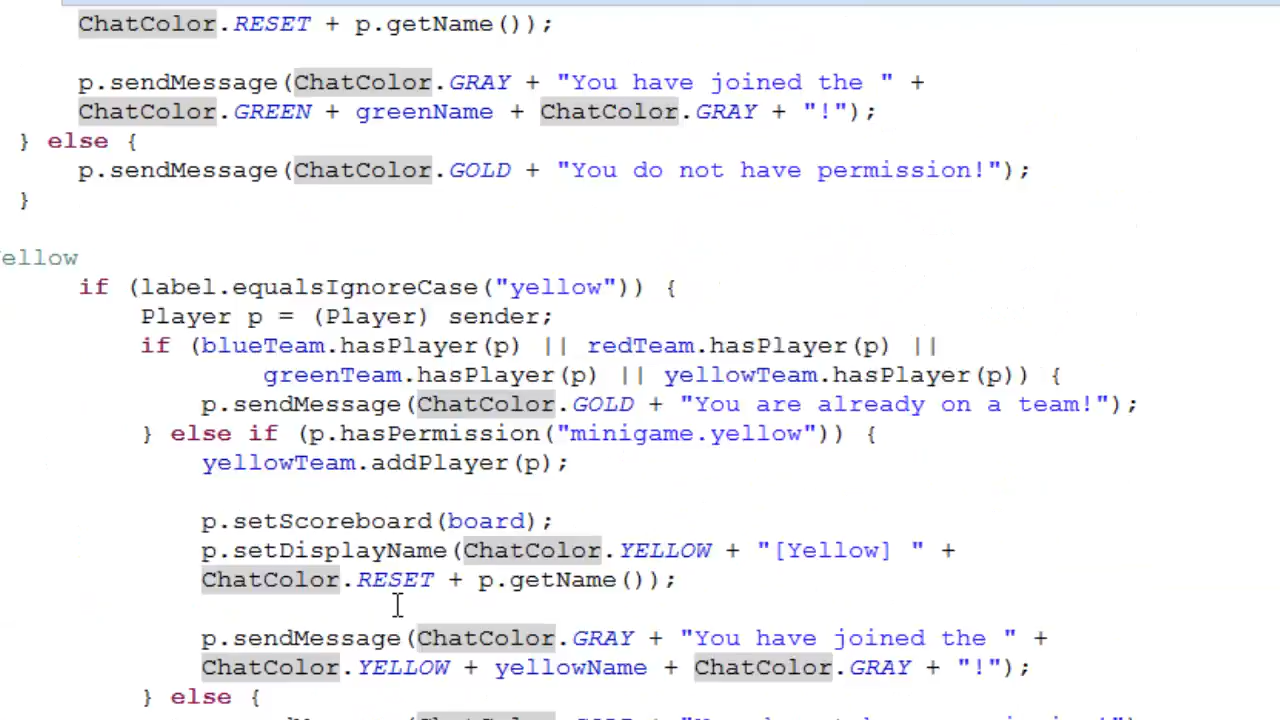 ChatColor.RESET + p.getName());
p.sendMessage(ChatColor.GRAY + "You have joined the " +
ChatColor.GREEN + greenName + ChatColor.GRAY + "!");
} else {
p.sendMessage(ChatColor.GOLD + "You do not have permission!");
}
ellow
if (label.equalsIgnoreCase("yellow")) {
Player p = (Player) sender;
if (blueTeam.hasPlayer(p) || redTeam.hasPlayer(p) ||
greenTeam.hasPlayer(p) || yellowTeam.hasPlayer(p)) {
p.sendMessage(ChatColor.GOLD + "You are already on a team!");
} else if (p.hasPermission("minigame.yellow")) {
yellowTeam.addPlayer(p);
p.setScoreboard(board);
p.setDisplayName(ChatColor.YELLOW + "[Yellow] " +
ChatColor.RESET + p.getName());
p.sendMessage(ChatColor.GRAY + "You have joined the " +
ChatColor.YELLOW + yellowName + ChatColor.GRAY + "!");
} else {